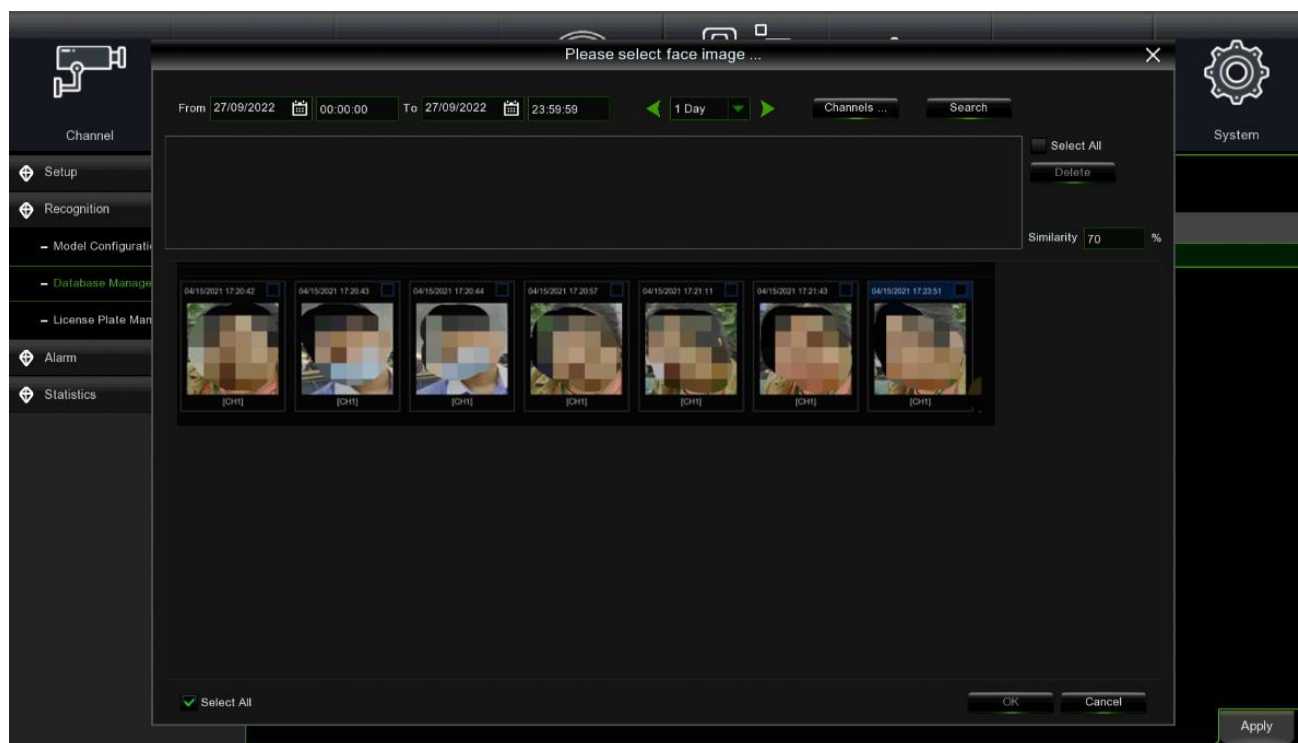 Please select face image ...
From 27/09/2022 00:00:00 To 27/09/2022 23:59:59 1 Day Channels ... Search
Channel
System
Select All
Setup
Delete
Recognition
Similarity 70 %
Model Configurati
Database Manage
04/15/2021 17:20:42 04/15/2021 17:20:43 04/15/2021 17:20:44 04/15/2021 17:20:57 04/15/2021 17:21:11 04/15/2021 17:21:43 04/15/2021 17:23:51
License Plate Man
Alarm
Statistics
[CH1] [CH1] [CH1] [CH1] [CH1] [CH1] [CH1]
Select All
OK Cancel
Apply